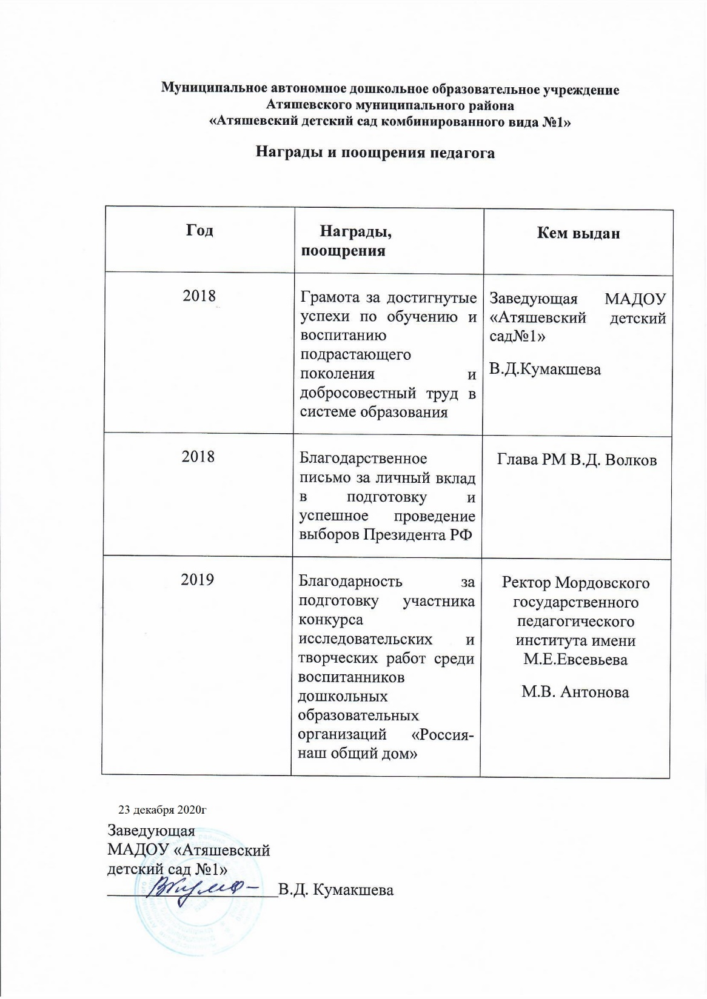 Муниципальное автономное дошкольное образовательное учреждение
Атяшевского муниципального района
«Атяшевский детский сад комбинированного вида №1»
Награды и поощрения педагога
Год
Награды,
поощрения
Кем выдан
2018
Грамота за достигнутые
успехи по обучению и
воспитанию
подрастающего
поколения и
добросовестный труд в
системе образования
Заведующая МАДОУ
«Атяшевский детский
сад№1»
В.Д.Кумакшева
2018
Благодарственное
письмо за личный вклад
в подготовку и
успешное проведение
выборов Президента РФ
Глава РМ В.Д. Волков
2019
Благодарность за
подготовку участника
конкурса
исследовательских и
творческих работ среди
воспитанников
дошкольных
образовательных
организаций «Россия-
наш общий дом»
Ректор Мордовского
государственного
педагогического
института имени
М.Е.Евсевьева
М.В. Антонова
23 декабря 2020г
Заведующая
МАДОУ «Атяшевский
детский сад №1»
В.Д. Кумакшева